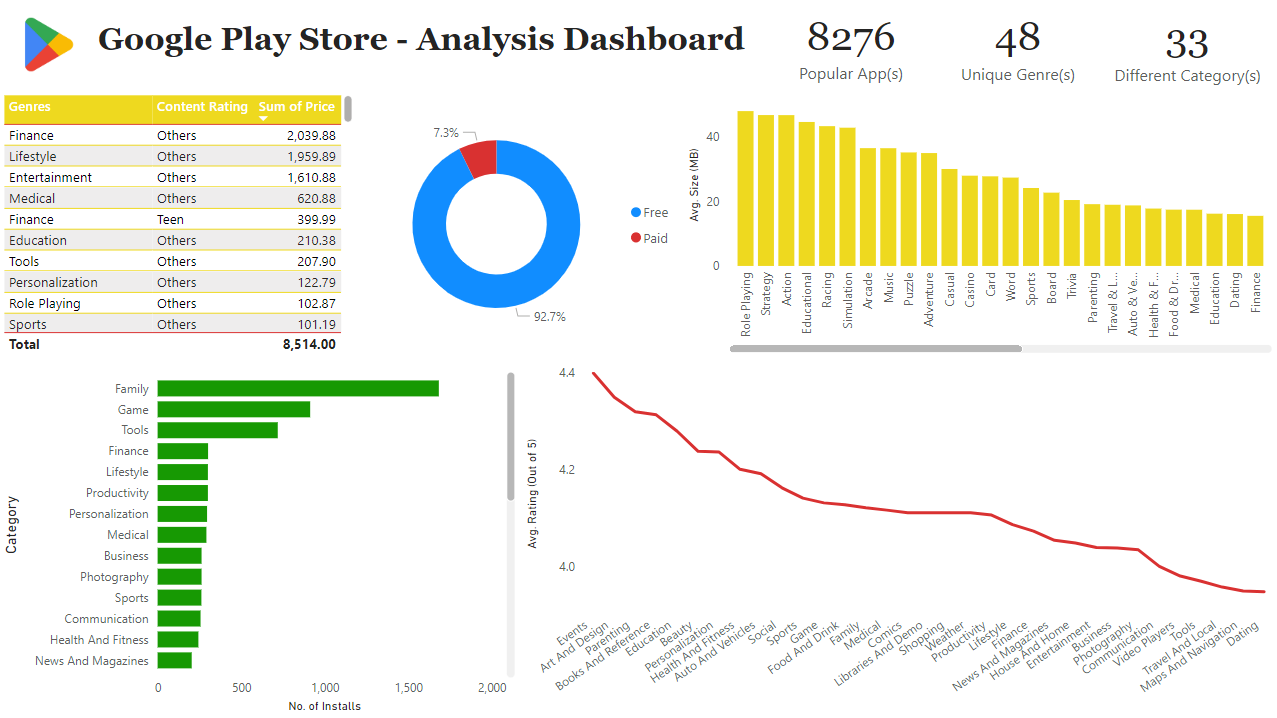 Google Play Store - Analysis Dashboard
8276
Popular App(s)
48
Unique Genre(s)
33
Different Category(s)
Genres Content Rating Sum of Price
Finance Others 2,039.88
Lifestyle Others 1,959.89
Entertainment Others 1,610.88
Medical Others 620.88
Finance Teen 399.99
Education Others 210.38
Tools Others 207.90
Personalization Others 122.79
Role Playing Others 102.87
Sports Others 101.19
Total 8,514.00
7.3%
92.7%
Free
Paid
Avg. Size (MB)
40
20
0
Role Playing
Strategy
Action
Educational
Racing
Simulation
Arcade
Music
Puzzle
Adventure
Casual
Casino
Card
Word
Sports
Board
Trivia
Parenting
Travel & L...
Auto & Ve...
Health & F...
Food & Dr...
Medical
Education
Dating
Finance
Category
Family
Game
Tools
Finance
Lifestyle
Productivity
Personalization
Medical
Business
Photography
Sports
Communication
Health And Fitness
News And Magazines
0 500 1,000 1,500 2,000
No. of Installs
Avg. Rating (Out of 5)
4.4
4.2
4.0
Events
Art And Design
Parenting
Books And Reference
Education
Beauty
Personalization
Health And Fitness
Auto And Vehicles
Social
Sports
Game
Food And Drink
Family
Medical
Comics
Libraries And Demo
Shopping
Weather
Productivity
Lifestyle
Finance
News And Magazines
House And Home
Entertainment
Business
Photography
Communication
Video Players
Tools
Travel And Local
Maps And Navigation
Dating